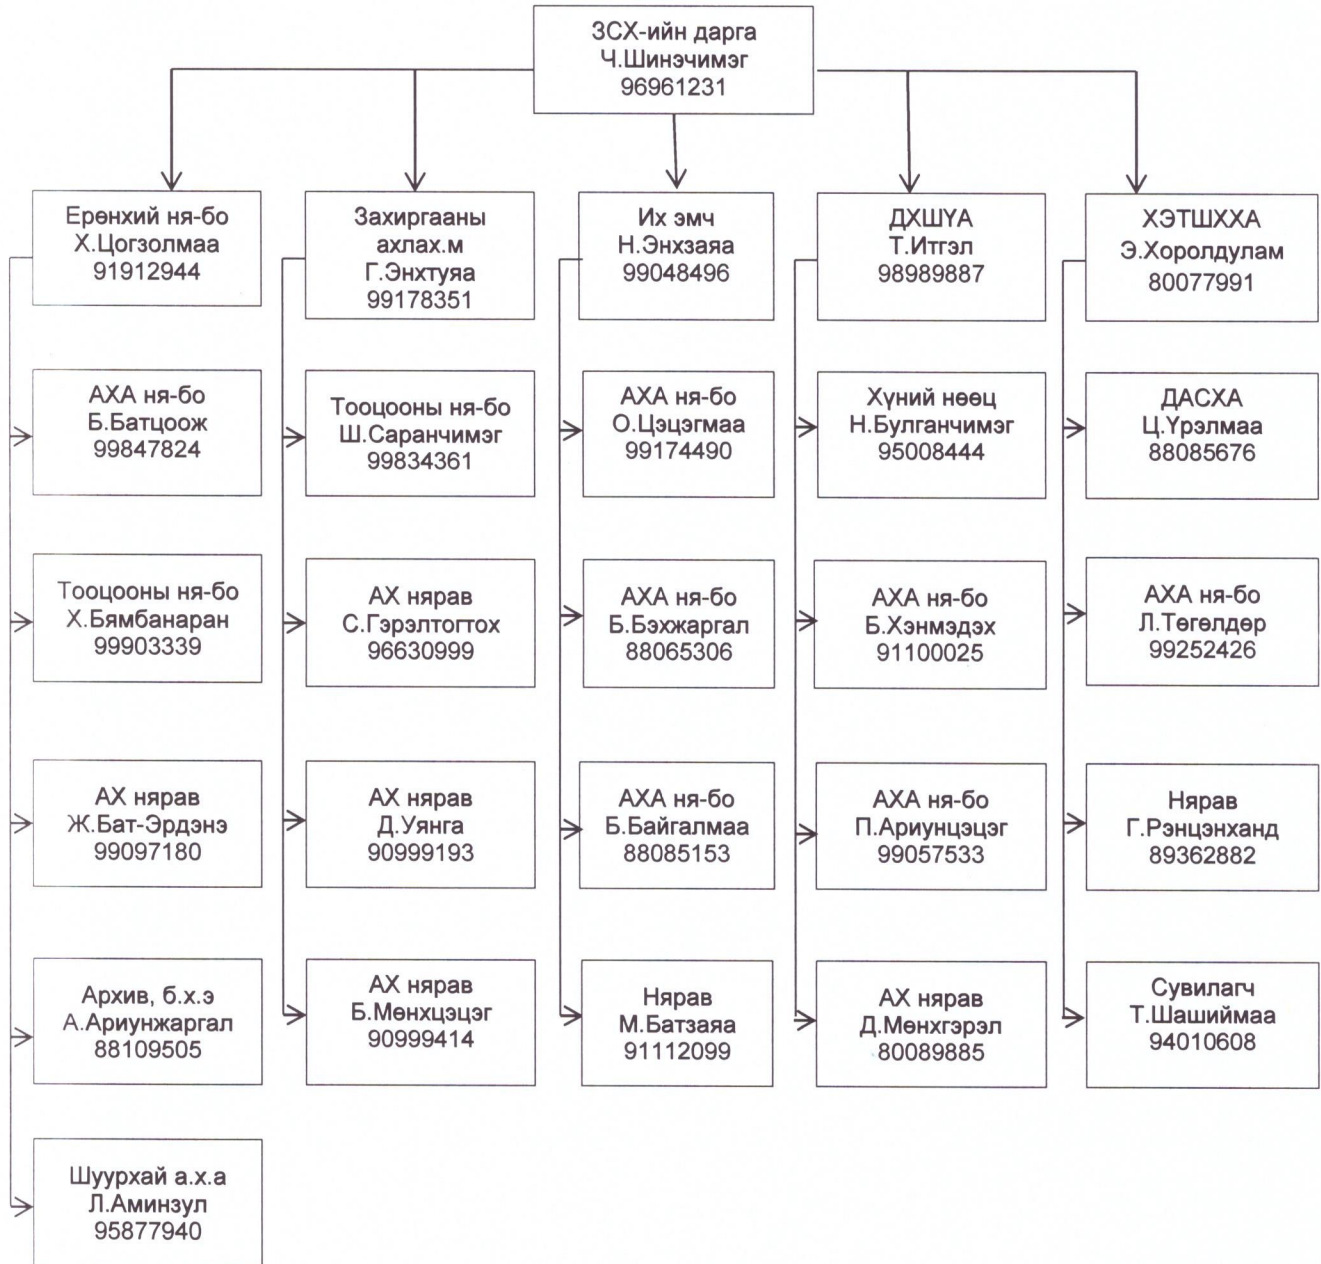 ЗСХ-ийн дарга
Ч.Шинэчимэг
96961231
Ерөнхий ня-бо
Х.Цогзолмаа
91912944
АХА ня-бо
Б.Батцоож
99847824
Тооцооны ня-бо
Х.Бямбанаран
99903339
АХ нярав
Ж.Бат-Эрдэнэ
99097180
Архив, б.х.э
А.Ариунжаргал
88109505
Шуурхай а.х.а
Л.Аминзул
95877940
Захиргааны
ахлах.м
Г.Энхтуяа
99178351
Тооцооны ня-бо
Ш.Саранчимэг
99834361
АХ нярав
С.Гэрэлтогтох
96630999
АХ нярав
Д.Уянга
90999193
АХ нярав
Б.Мөнхцэцэг
90999414
Их эмч
Н.Энхзаяа
99048496
АХА ня-бо
О.Цэцэгмаа
99174490
АХА ня-бо
Б.Бэхжаргал
88065306
АХА ня-бо
Б.Байгалмаа
88085153
Нярав
М.Батзаяа
91112099
ДХШҮА
Т.Итгэл
98989887
Хүний нөөц
Н.Булганчимэг
95008444
АХА ня-бо
Б.Хэнмэдэх
91100025
АХА ня-бо
П.Ариунцэцэг
99057533
АХ нярав
Д.Мөнхгэрэл
80089885
ХЭТШХХА
Э.Хоролдулам
80077991
ДАСХА
Ц.Үрэлмаа
88085676
АХА ня-бо
Л.Төгөлдөр
99252426
Нярав
Г.Рэнцэнханд
89362882
Сувилагч
Т.Шашиймаа
94010608